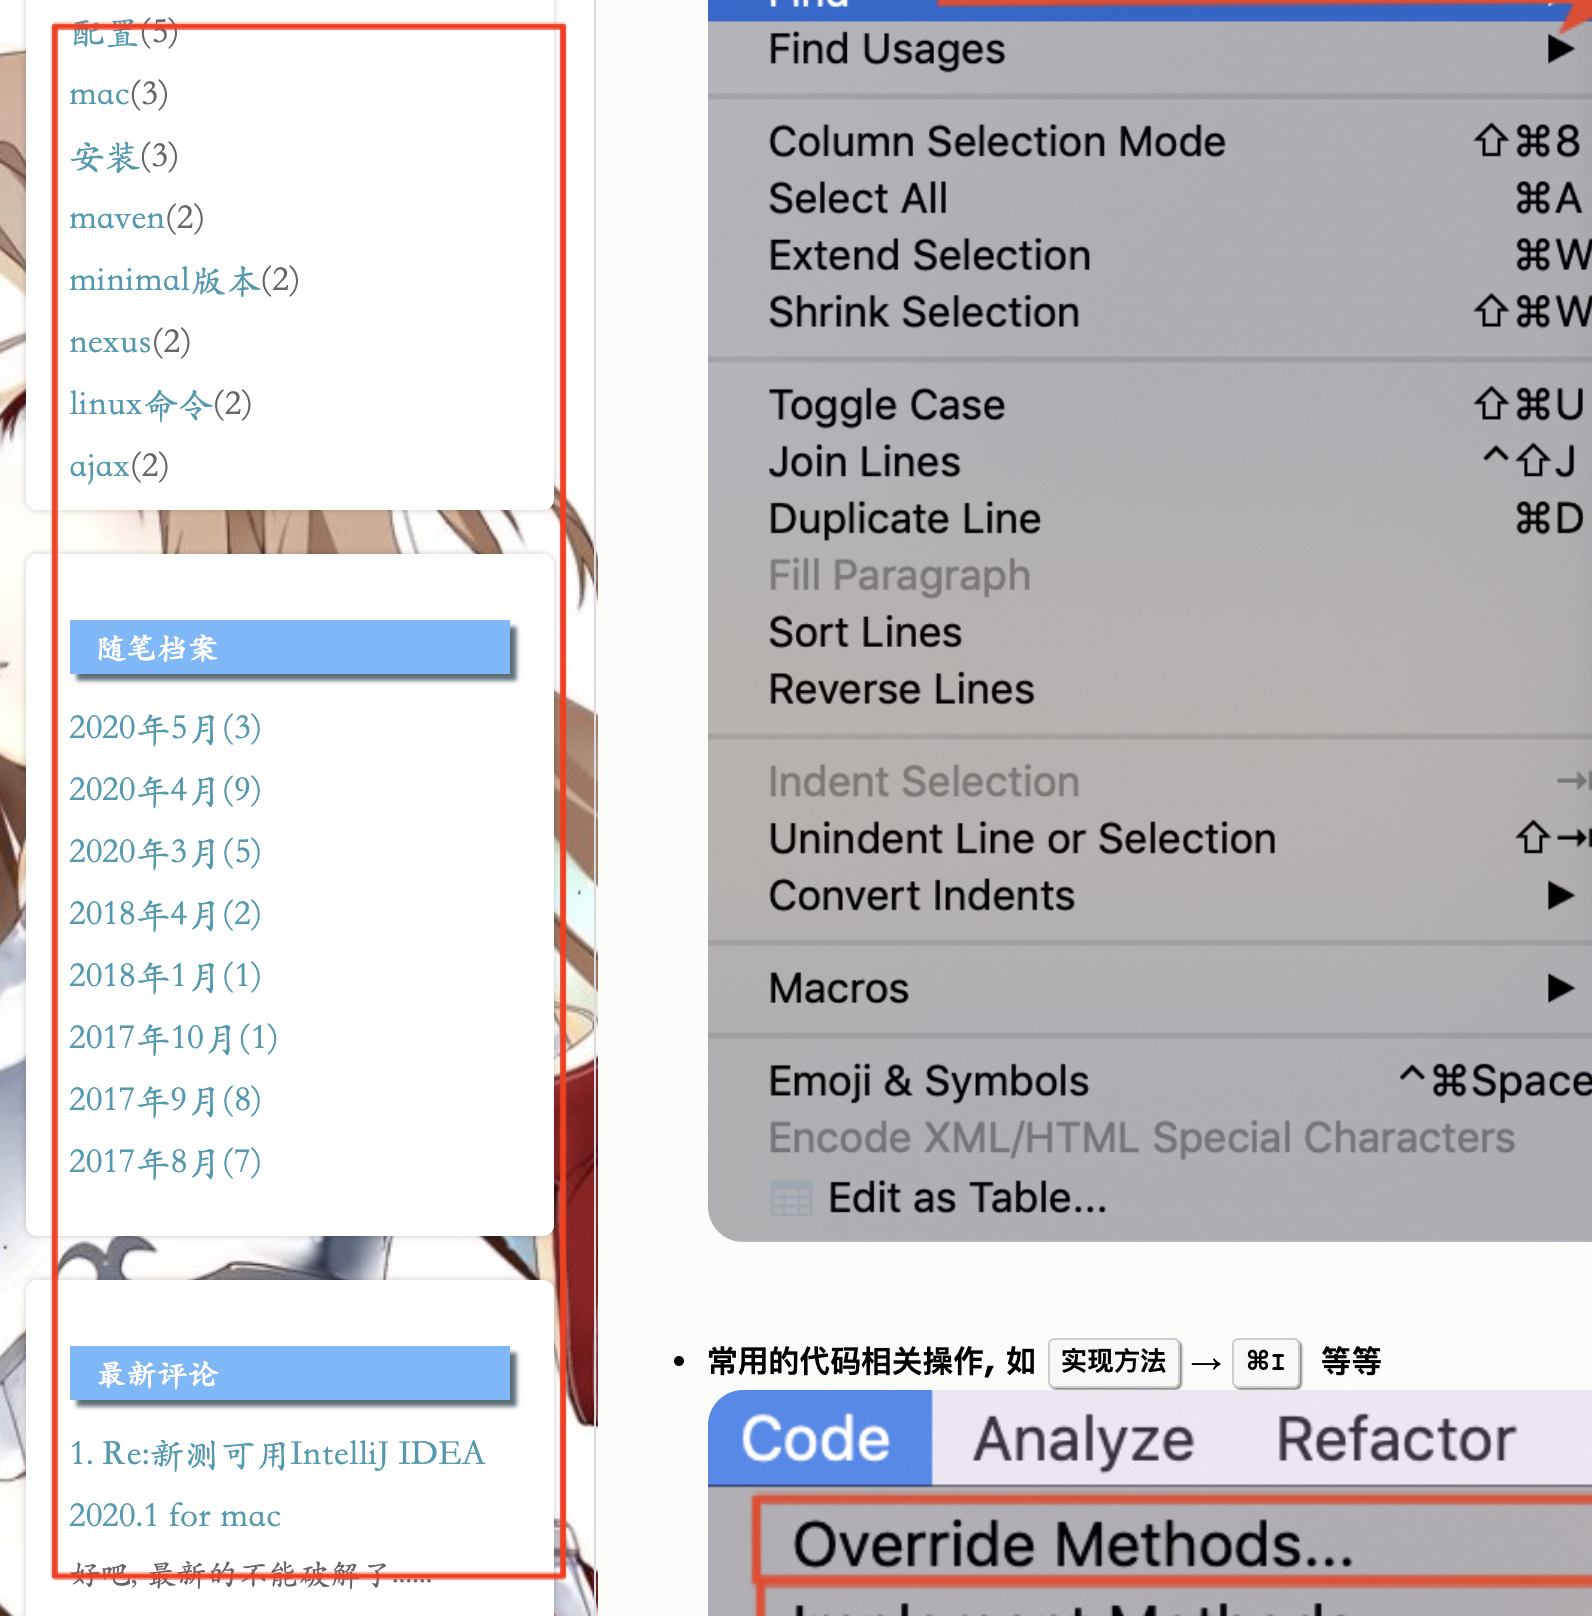 配置(5)
mac(3)
安装(3)
maven(2)
minimal版本(2)
nexus(2)
linux命令(2)
ajax(2)
随笔档案
2020年5月(3)
2020年4月(9)
2020年3月(5)
2018年4月(2)
2018年1月(1)
2017年10月(1)
2017年9月(8)
2017年8月(7)
最新评论
1. Re:新测可用IntelliJ IDEA
2020.1 for mac
好吧, 最新的不能破解了......
Find
Find Usages ▶
Column Selection Mode ⇧⌘8
Select All ⌘A
Extend Selection ⌘W
Shrink Selection ⇧⌘W
Toggle Case ⇧⌘U
Join Lines ^⇧J
Duplicate Line ⌘D
Fill Paragraph
Sort Lines
Reverse Lines
Indent Selection →
Unindent Line or Selection ⇧→
Convert Indents ▶
Macros ▶
Emoji & Symbols ^⌘Space
Encode XML/HTML Special Characters
Edit as Table...
• 常用的代码相关操作, 如 实现方法 → ⌘I 等等
Code Analyze Refactor
Override Methods...